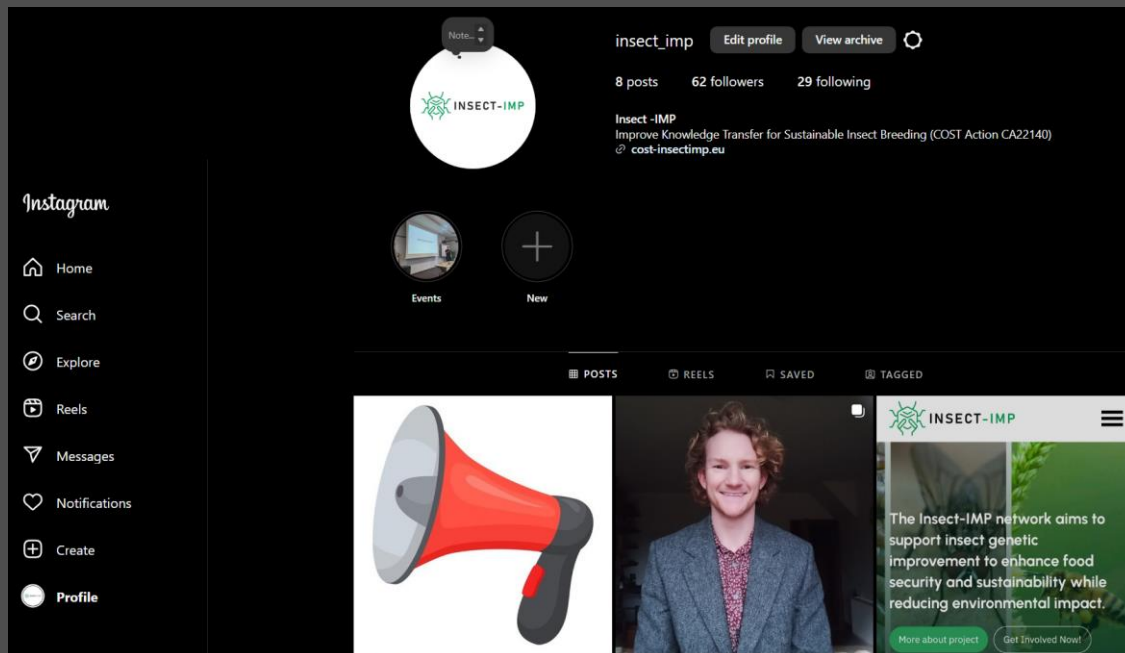 Note...
INSECT-IMP
insect_imp
Edit profile
View archive
8 posts
62 followers
29 following
Insect -IMP
Improve Knowledge Transfer for Sustainable Insect Breeding (COST Action CA22140)
cost-insectimp.eu
Instagram
Home
Search
Explore
Reels
Messages
Notifications
Create
Profile
Events
New
POSTS
REELS
SAVED
TAGGED
INSECT-IMP
The Insect-IMP network aims to
support insect genetic
improvement to enhance food
security and sustainability while
reducing environmental impact.
More about project
Get Involved Now!